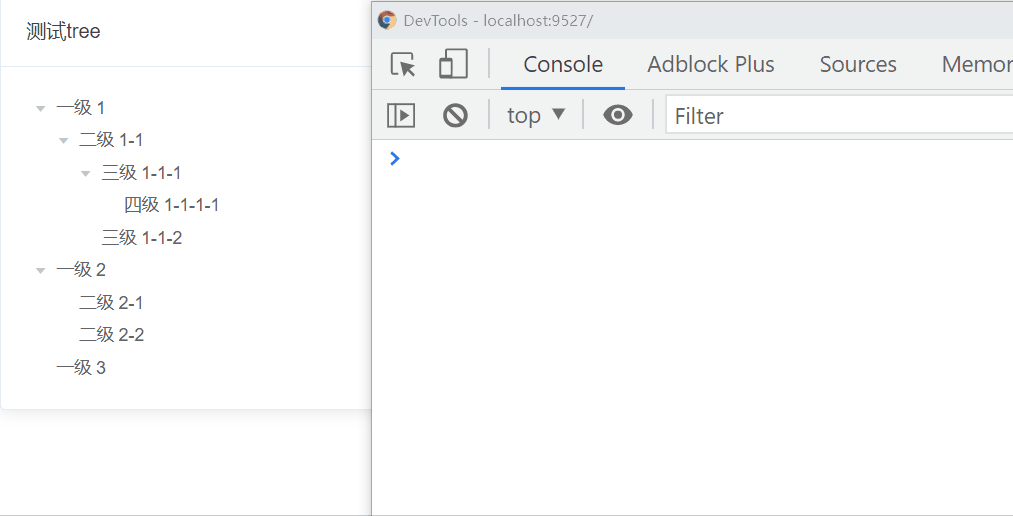 测试tree
一级 1
二级 1-1
三级 1-1-1
四级 1-1-1-1
三级 1-1-2
一级 2
二级 2-1
二级 2-2
一级 3
DevTools - localhost:9527/
Console Adblock Plus Sources Memor
top Filter